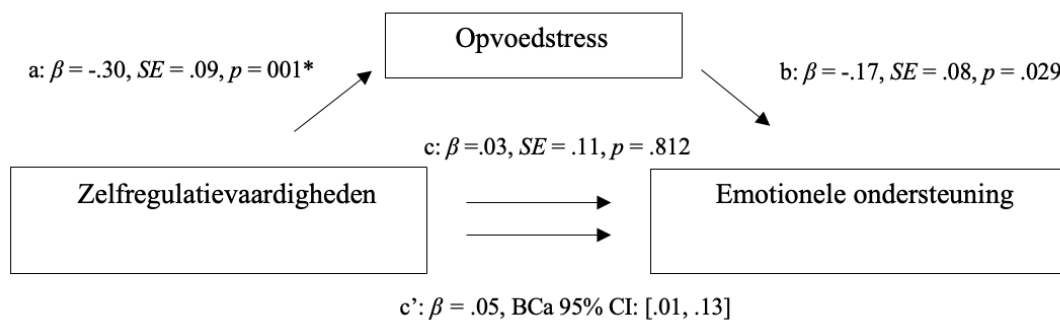 Opvoedstress
a: β = -.30, SE = .09, p = 001*
b: β = -.17, SE = .08, p = .029
c: β =.03, SE = .11, p = .812
Zelfregulatievaardigheden
Emotionele ondersteuning
c’: β = .05, BCa 95% CI: [.01, .13]